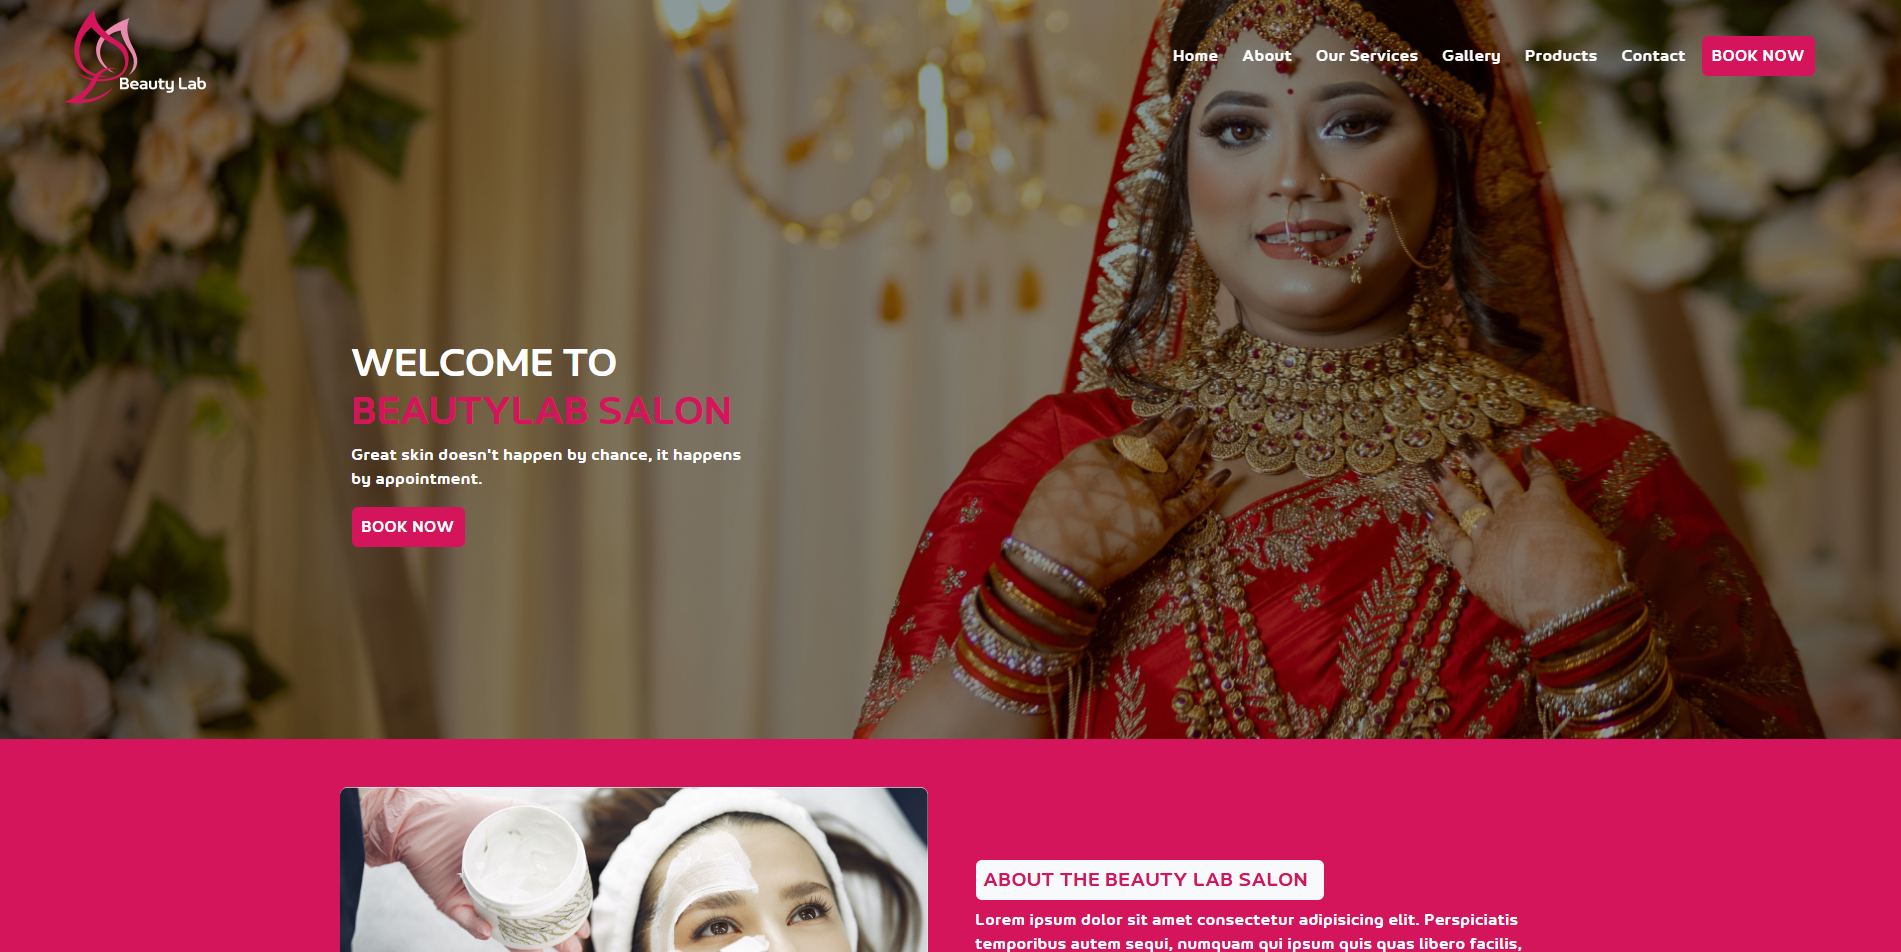 Beauty Lab
Home About Our Services Gallery Products Contact BOOK NOW
WELCOME TO
BEAUTYLAB SALON
Great skin doesn't happen by chance, it happens
by appointment.
BOOK NOW
ABOUT THE BEAUTY LAB SALON
Lorem ipsum dolor sit amet consectetur adipisicing elit. Perspiciatis
temporibus autem sequi, numquam qui ipsum quis quas libero facilis,